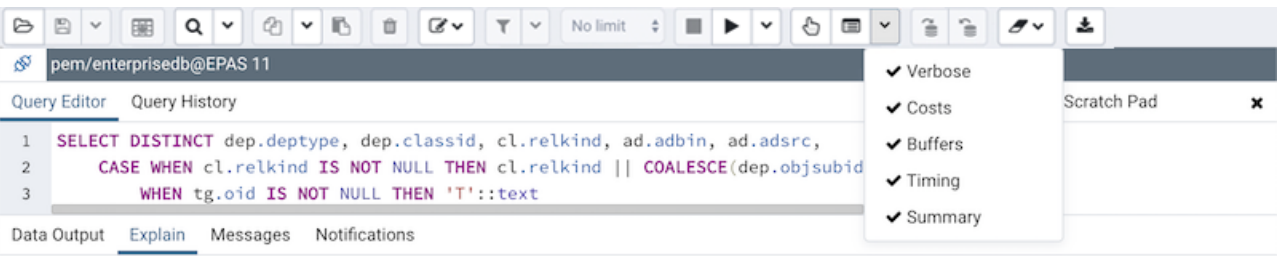 No limit
pem/enterprisedb@EPAS 11
Query Editor Query History
Scratch Pad
1 SELECT DISTINCT dep.deptype, dep.classid, cl.relkind, ad.adbin, ad.adsrc,
2 CASE WHEN cl.relkind IS NOT NULL THEN cl.relkind || COALESCE(dep.objsubid
3 WHEN tg.oid IS NOT NULL THEN 'T'::text
Verbose
Costs
Buffers
Timing
Summary
Data Output Explain Messages Notifications